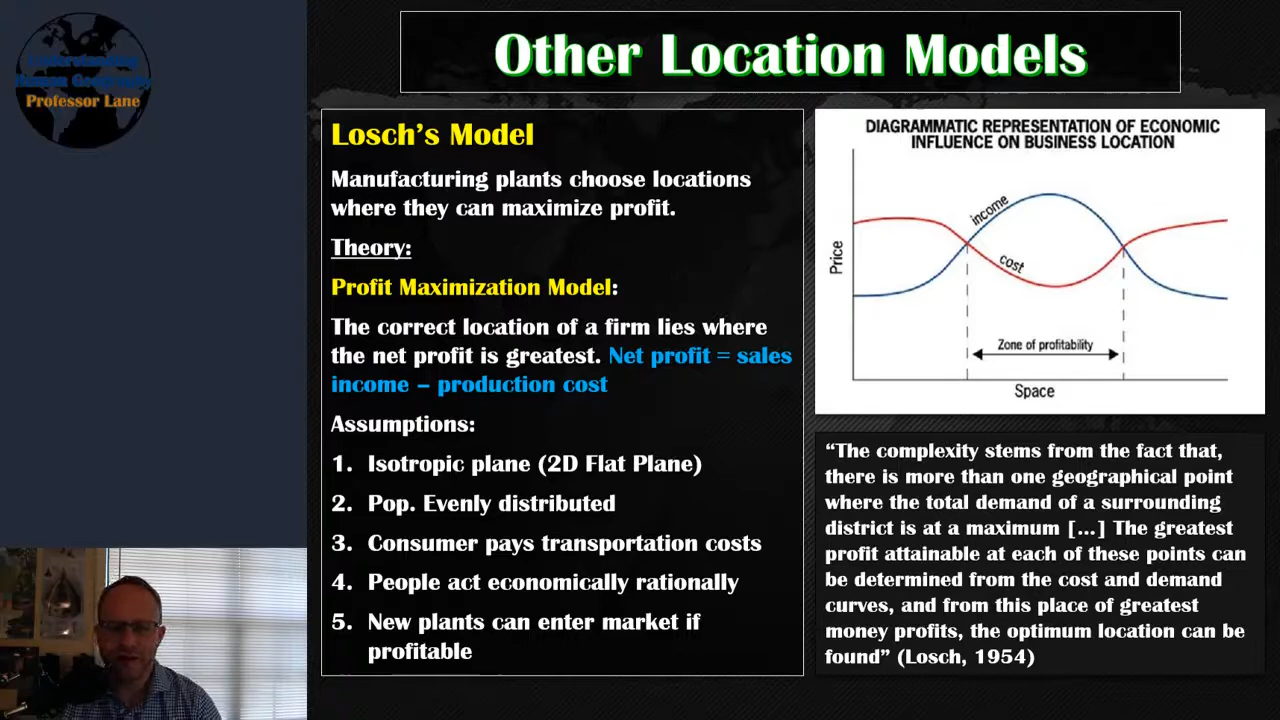 Understanding
Human Geography
Professor Lane
Other Location Models
Losch’s Model
Manufacturing plants choose locations
where they can maximize profit.
Theory:
Profit Maximization Model:
The correct location of a firm lies where
the net profit is greatest. Net profit = sales
income – production cost
Assumptions:
1. Isotropic plane (2D Flat Plane)
2. Pop. Evenly distributed
3. Consumer pays transportation costs
4. People act economically rationally
5. New plants can enter market if
profitable
DIAGRAMMATIC REPRESENTATION OF ECONOMIC
INFLUENCE ON BUSINESS LOCATION
income
cost
Price
Zone of profitability
Space
“The complexity stems from the fact that,
there is more than one geographical point
where the total demand of a surrounding
district is at a maximum [...] The greatest
profit attainable at each of these points can
be determined from the cost and demand
curves, and from this place of greatest
money profits, the optimum location can be
found” (Losch, 1954)